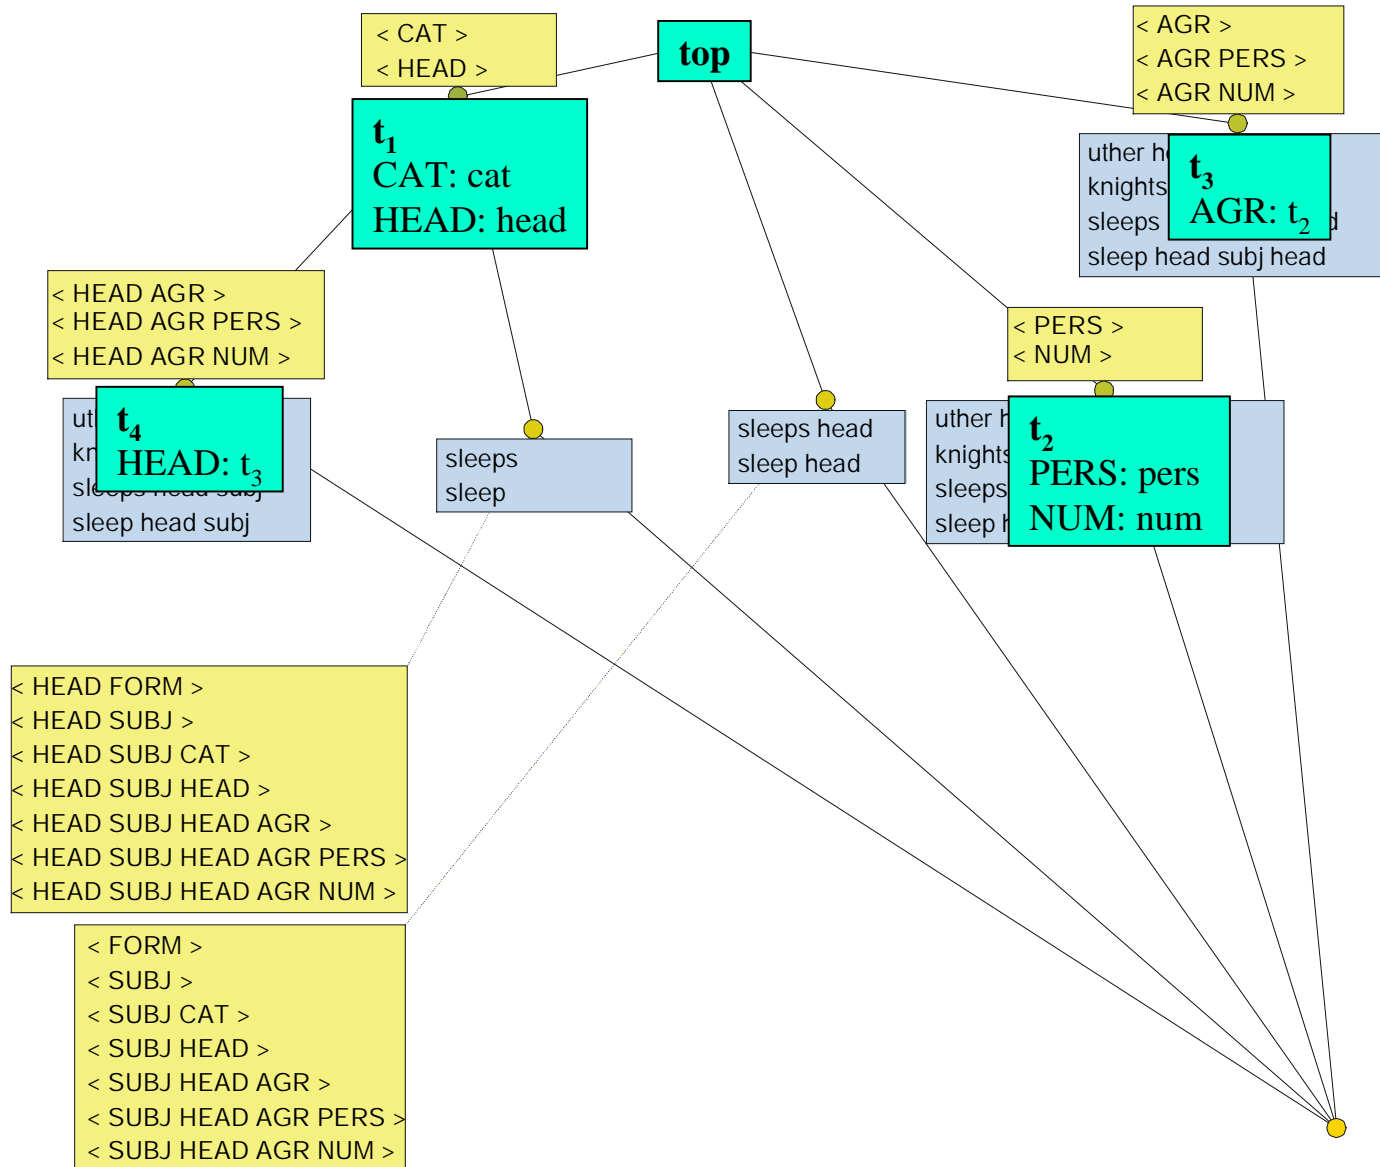 < CAT >
< HEAD >
top
< AGR >
< AGR PERS >
< AGR NUM >
t1
CAT: cat
HEAD: head
uther
knights
sleeps
sleep head subj head
t3
AGR: t2
< HEAD AGR >
< HEAD AGR PERS >
< HEAD AGR NUM >
< PERS >
< NUM >
t4
HEAD: t3
sleeps head subj
sleep head subj
sleeps
sleep
sleeps head
sleep head
uther
knights
sleeps
sleep
t2
PERS: pers
NUM: num
< HEAD FORM >
< HEAD SUBJ >
< HEAD SUBJ CAT >
< HEAD SUBJ HEAD >
< HEAD SUBJ HEAD AGR >
< HEAD SUBJ HEAD AGR PERS >
< HEAD SUBJ HEAD AGR NUM >
< FORM >
< SUBJ >
< SUBJ CAT >
< SUBJ HEAD >
< SUBJ HEAD AGR >
< SUBJ HEAD AGR PERS >
< SUBJ HEAD AGR NUM >